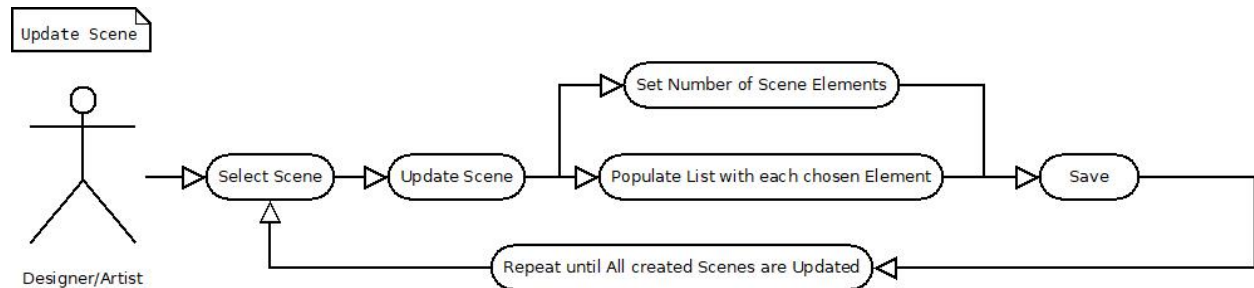 Update Scene
Set Number of Scene Elements
Select Scene
Update Scene
Populate List with each chosen Element
Save
Repeat until All created Scenes are Updated
Designer/Artist